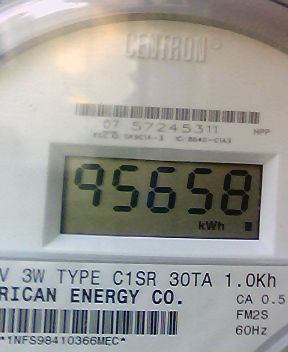 CENTRON®
07 57245311 HPP
95658
kWh
V 3W TYPE C1SR 30TA 1.0Kh
RICAN ENERGY CO. CA 0.5
FM2S
60Hz
*1NFS98410366MEC*